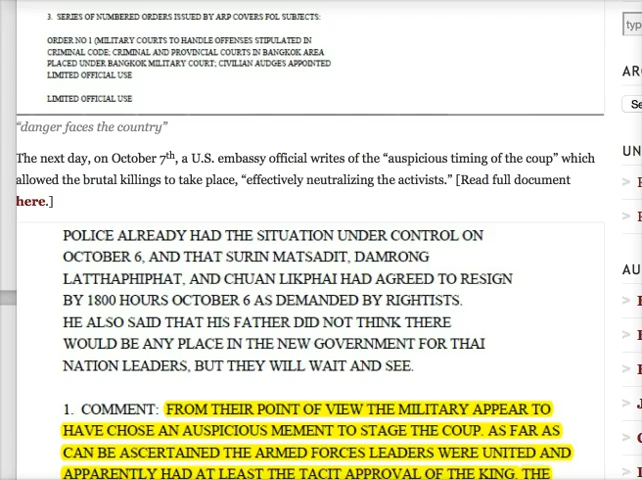 3. SERIES OF NUMBERED ORDERS ISSUED BY ARP COVERS FOL SUBJECTS:
ORDER NO 1 (MILITARY COURTS TO HANDLE OFFENSES STIPULATED IN
CRIMINAL CODE; CRIMINAL AND PROVINCIAL COURTS IN BANGKOK AREA
PLACED UNDER BANGKOK MILITARY COURT; CIVILIAN AUDGES APPOINTED
LIMITED OFFICIAL USE
LIMITED OFFICIAL USE
“danger faces the country”
The next day, on October 7th, a U.S. embassy official writes of the “auspicious timing of the coup” which
allowed the brutal killings to take place, “effectively neutralizing the activists.” [Read full document
here.]
POLICE ALREADY HAD THE SITUATION UNDER CONTROL ON
OCTOBER 6, AND THAT SURIN MATSADIT, DAMRONG
LATTHAPHIPHAT, AND CHUAN LIKPHAI HAD AGREED TO RESIGN
BY 1800 HOURS OCTOBER 6 AS DEMANDED BY RIGHTISTS.
HE ALSO SAID THAT HIS FATHER DID NOT THINK THERE
WOULD BE ANY PLACE IN THE NEW GOVERNMENT FOR THAI
NATION LEADERS, BUT THEY WILL WAIT AND SEE.
1. COMMENT: FROM THEIR POINT OF VIEW THE MILITARY APPEAR TO
HAVE CHOSE AN AUSPICIOUS MEMENT TO STAGE THE COUP. AS FAR AS
CAN BE ASCERTAINED THE ARMED FORCES LEADERS WERE UNITED AND
APPARENTLY HAD AT LEAST THE TACIT APPROVAL OF THE KING. THE
typ
AR
Se
UN
AU